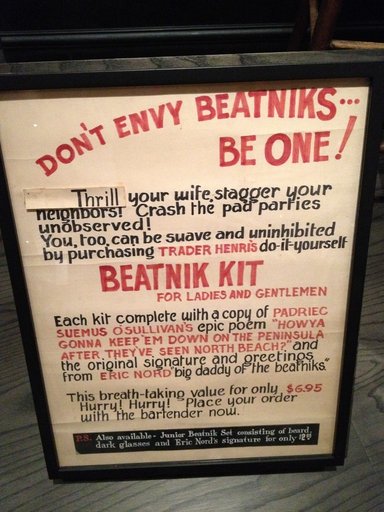 DON'T ENVY BEATNIKS...
BE ONE!
Thrill your wife, stagger your
neighbors! Crash the pad parties
unobserved!
You, too, can be suave and uninhibited
by purchasing TRADER HENRI'S do-it-yourself
BEATNIK KIT
FOR LADIES AND GENTLEMEN
Each kit complete with a copy of PADRIEC
SUEMUS O'SULLIVAN'S epic poem "HOWYA
GONNA KEEP 'EM DOWN ON THE PENINSULA
AFTER THEY'VE SEEN NORTH BEACH?" and
the original signature and greetings
from ERIC NORD "big daddy of the beatniks."
This breath-taking value for only $6.95
Hurry! Hurry! Place your order
with the bartender now.
P.S. Also available- Junior Beatnik Set consisting of beard,
dark glasses and Eric Nord's signature for only